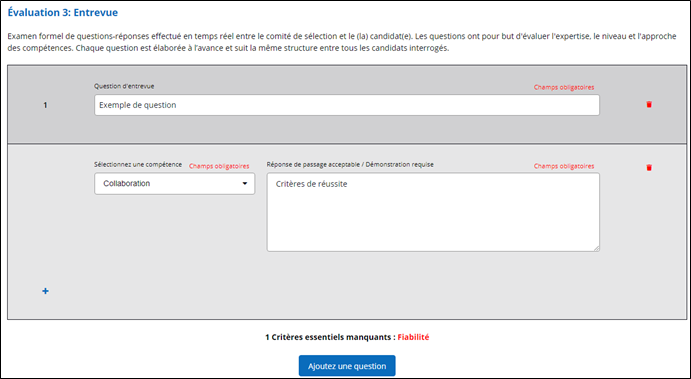 Évaluation 3: Entrevue
Examen formel de questions-réponses effectué en temps réel entre le comité de sélection et le (la) candidat(e). Les questions ont pour but d'évaluer l'expertise, le niveau et l'approche
des compétences. Chaque question est élaborée à l'avance et suit la même structure entre tous les candidats interrogés.
Question d'entrevue Champs obligatoires
1 Exemple de question
Sélectionnez une compétence Champs obligatoires Réponse de passage acceptable / Démonstration requise Champs obligatoires
Collaboration Critères de réussite
+
1 Critères essentiels manquants : Fiabilité
Ajoutez une question